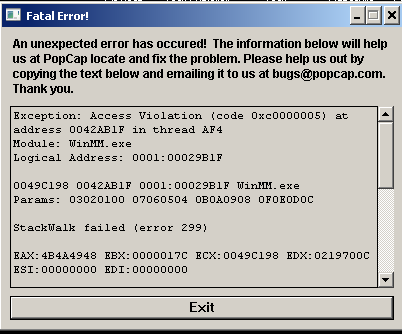 Fatal Error!
An unexpected error has occured! The information below will help
us at PopCap locate and fix the problem. Please help us out by
copying the text below and emailing it to us at bugs@popcap.com.
Thank you.
Exception: Access Violation (code 0xc0000005) at
address 0042AB1F in thread AF4
Module: WinMM.exe
Logical Address: 0001:00029B1F
0049C198 0042AB1F 0001:00029B1F WinMM.exe
Params: 03020100 07060504 0B0A0908 0F0E0D0C
StackWalk failed (error 299)
EAX:4B4A4948 EBX:0000017C ECX:0049C198 EDX:0219700C
ESI:00000000 EDI:00000000
Exit